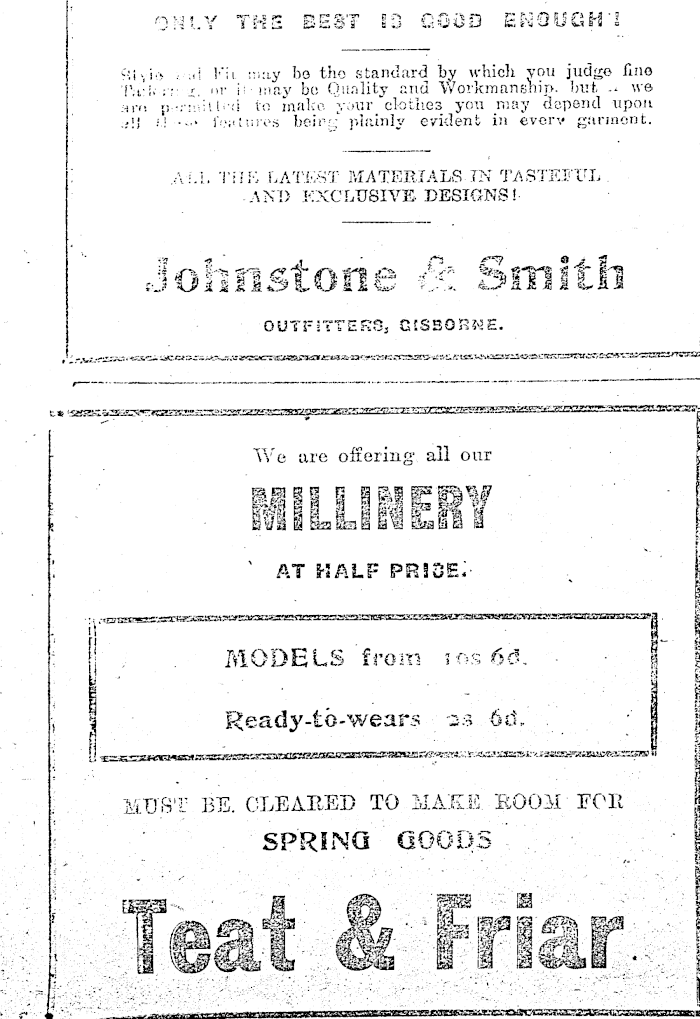 ONLY THE BEST IS GOOD ENOUGH!
Style and Fit may be the standard by which you judge fine
Tailoring, or it may be Quality and Workmanship, but if we
are permitted to make your clothes you may depend upon
all these features being plainly evident in every garment.
ALL THE LATEST MATERIALS IN TASTEFUL
AND EXCLUSIVE DESIGNS!
Johnstone & Smith
OUTFITTERS, GISBORNE.
We are offering all our
MILLINERY
AT HALF PRICE.
MODELS from 10s 6d.
Ready-to-wears 2s 6d.
MUST BE CLEARED TO MAKE ROOM FOR
SPRING GOODS
Teat & Friar.